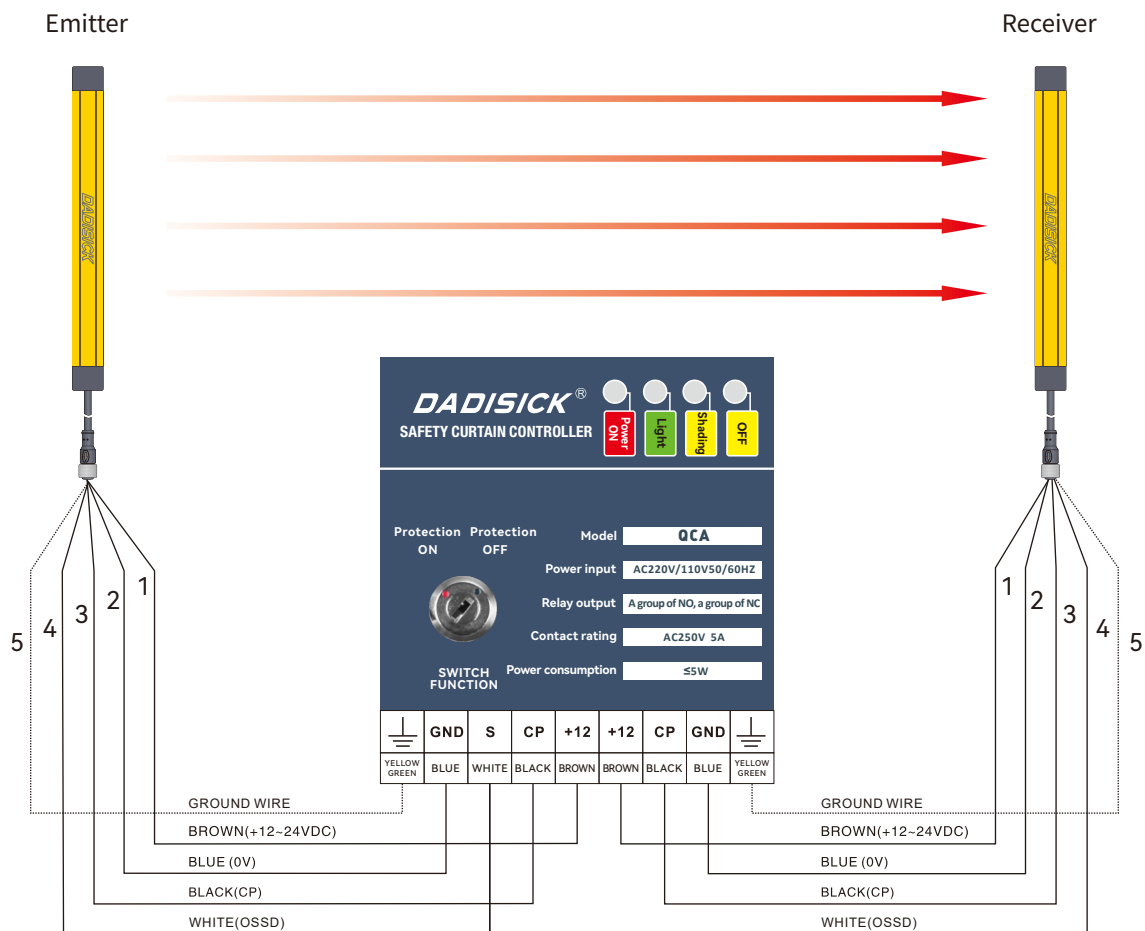 Emitter
Receiver
DADISICK
DADISICK
DADISICK®
SAFETY CURTAIN CONTROLLER
Power ON
Light
Shading
OFF
Protection ON
Protection OFF
SWITCH
FUNCTION
Model QCA
Power input AC220V/110V50/60HZ
Relay output A group of NO, a group of NC
Contact rating AC250V 5A
Power consumption ≤5W
GND S CP +12 +12 CP GND
YELLOW GREEN BLUE WHITE BLACK BROWN BROWN BLACK BLUE YELLOW GREEN
5 4 3 2 1
1 2 3 4 5
GROUND WIRE
BROWN(+12~24VDC)
BLUE (0V)
BLACK(CP)
WHITE(OSSD)
GROUND WIRE
BROWN(+12~24VDC)
BLUE (0V)
BLACK(CP)
WHITE(OSSD)